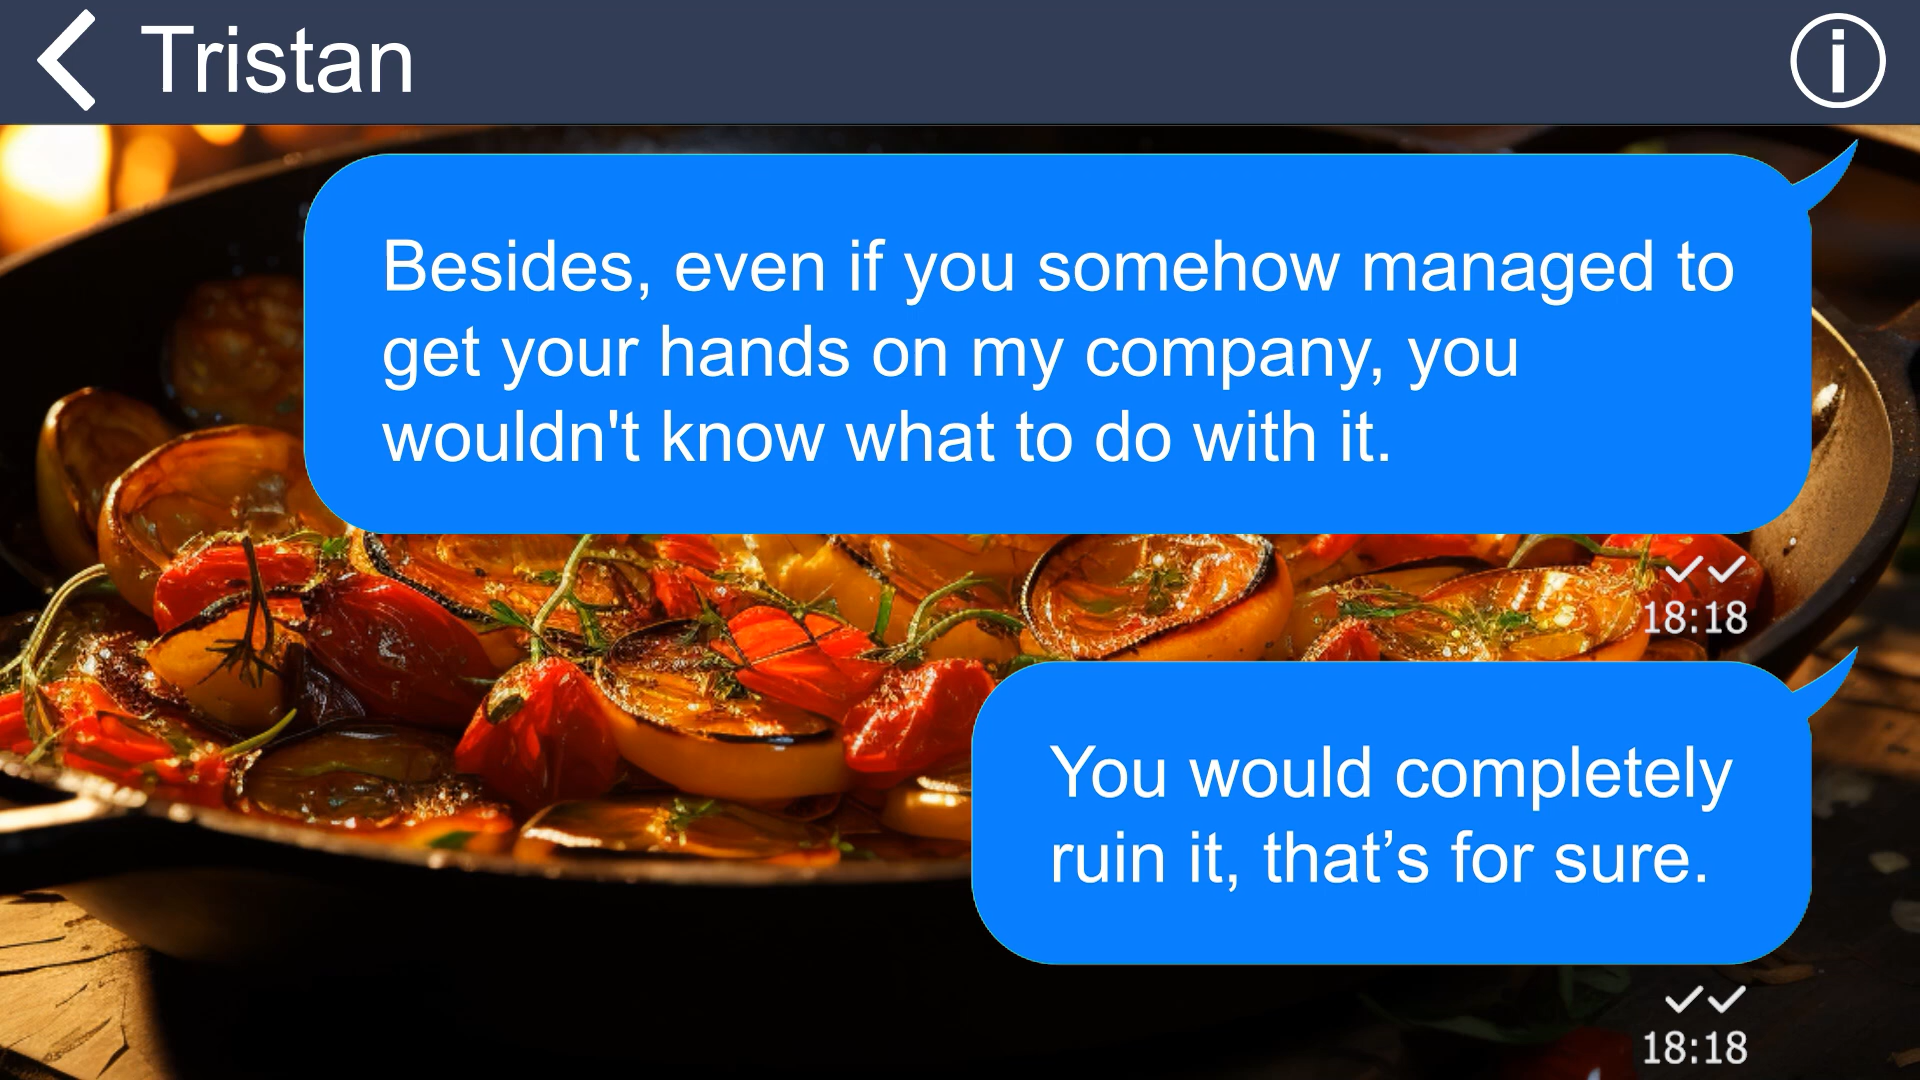 Tristan
Besides, even if you somehow managed to
get your hands on my company, you
wouldn't know what to do with it.
18:18
You would completely
ruin it, that’s for sure.
18:18